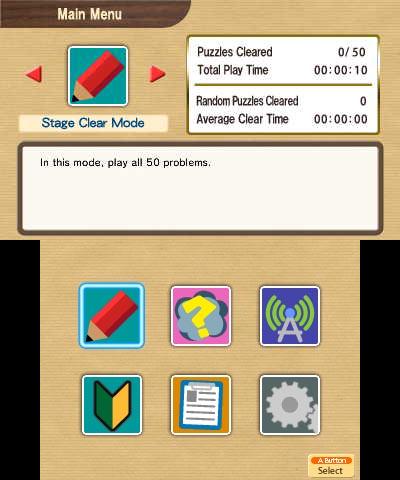 Main Menu
Puzzles Cleared 0/50
Total Play Time 00:00:10
Random Puzzles Cleared 0
Average Clear Time 00:00:00
Stage Clear Mode
In this mode, play all 50 problems.
A Button
Select